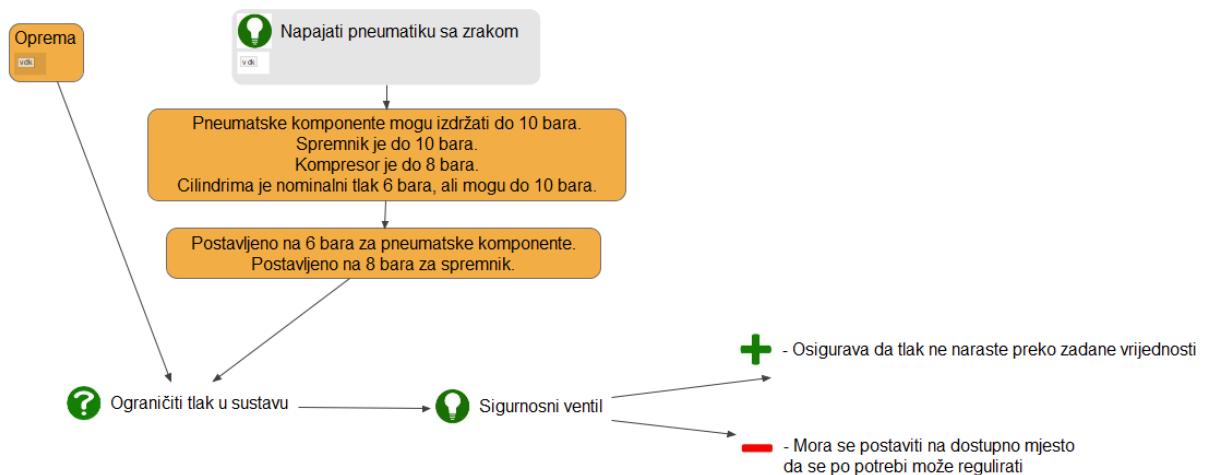 Oprema
vdk
Napajati pneumatiku sa zrakom
vdk
Pneumatske komponente mogu izdržati do 10 bara.
Spremnik je do 10 bara.
Kompresor je do 8 bara.
Cilindrima je nominalni tlak 6 bara, ali mogu do 10 bara.
Postavljeno na 6 bara za pneumatske komponente.
Postavljeno na 8 bara za spremnik.
Ograničiti tlak u sustavu
Sigurnosni ventil
- Osigurava da tlak ne naraste preko zadane vrijednosti
- Mora se postaviti na dostupno mjesto
da se po potrebi može regulirati